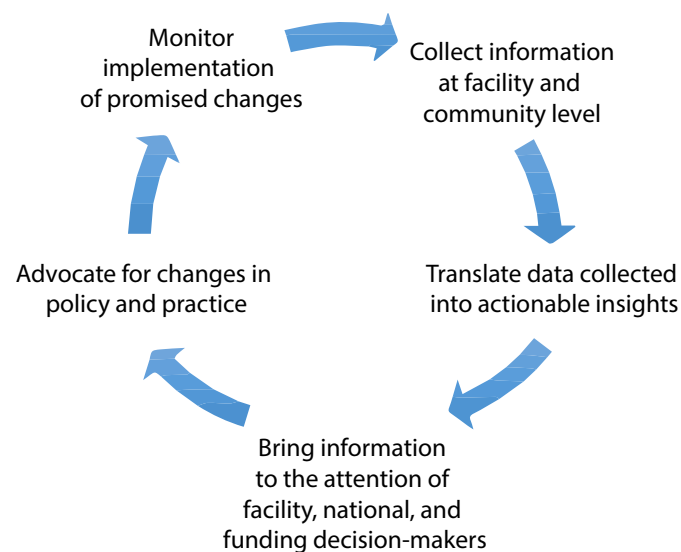 Monitor
implementation
of promised changes
Collect information
at facility and
community level
Translate data collected
into actionable insights
Bring information
to the attention of
facility, national, and
funding decision-makers
Advocate for changes in
policy and practice